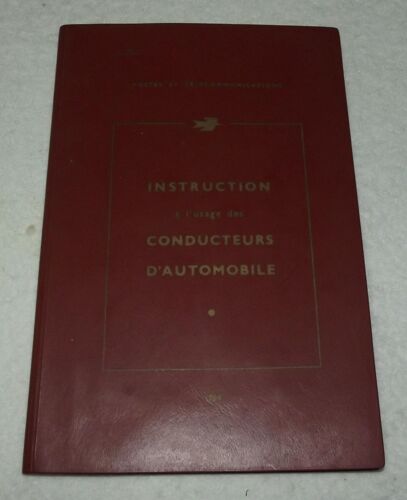 POSTES ET TÉLÉCOMMUNICATIONS
INSTRUCTION
à l'usage des
CONDUCTEURS
D'AUTOMOBILE